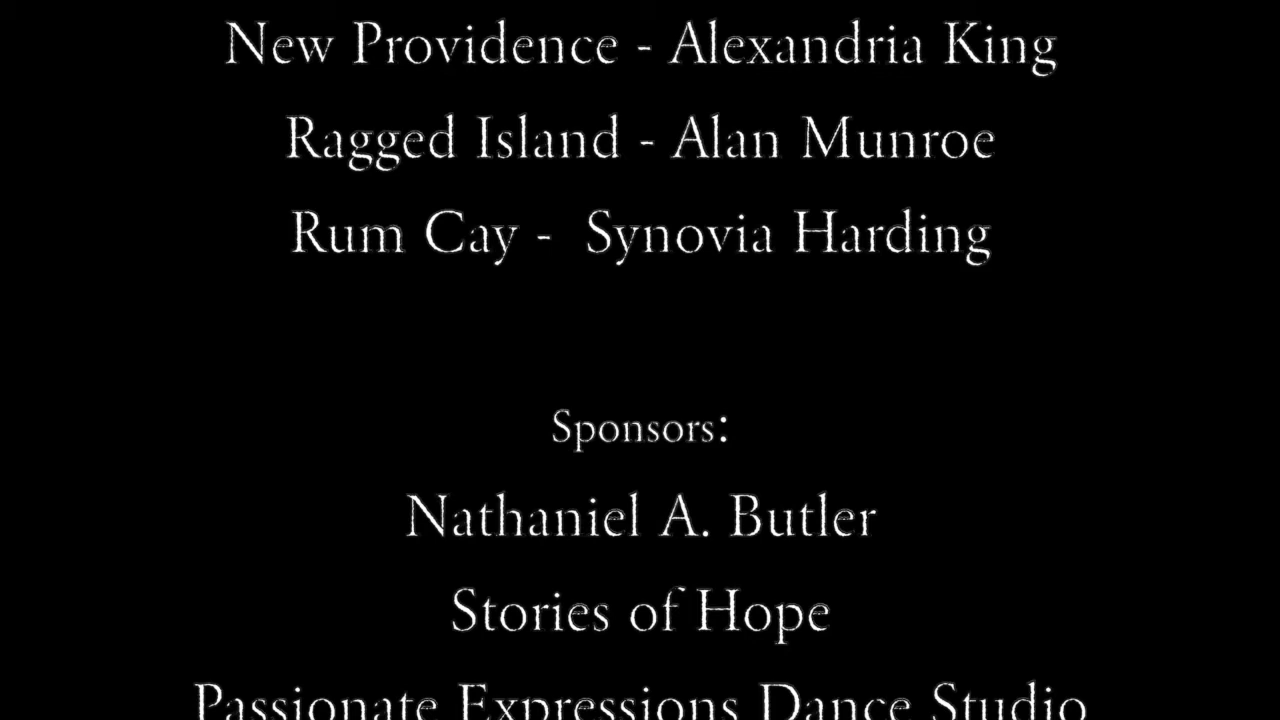 New Providence - Alexandria King
Ragged Island - Alan Munroe
Rum Cay -  Synovia Harding
Sponsors:
Nathaniel A. Butler
Stories of Hope
Passionate Expressions Dance Studio